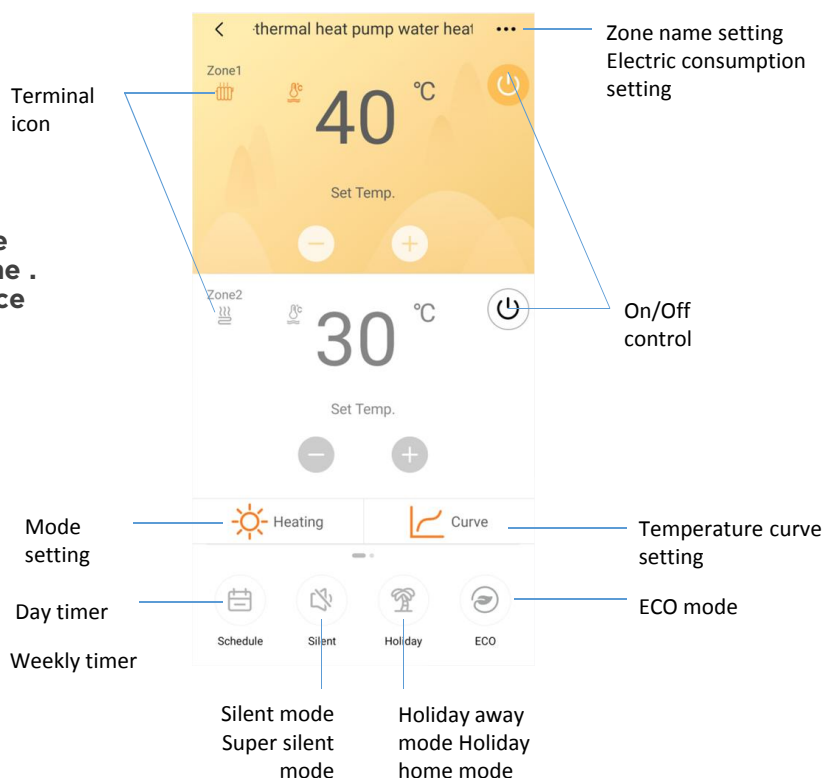 -thermal heat pump water heat
Zone name setting
Electric consumption
setting
Zone1
Terminal
icon
40 °C
Set Temp.
e
ne .
ce
Zone2
30 °C
On/Off
control
Set Temp.
Mode
setting
Heating
Curve
Temperature curve
setting
Day timer
ECO mode
Schedule
Silent
Holiday
ECO
Weekly timer
Silent mode
Super silent
mode
Holiday away
mode Holiday
home mode